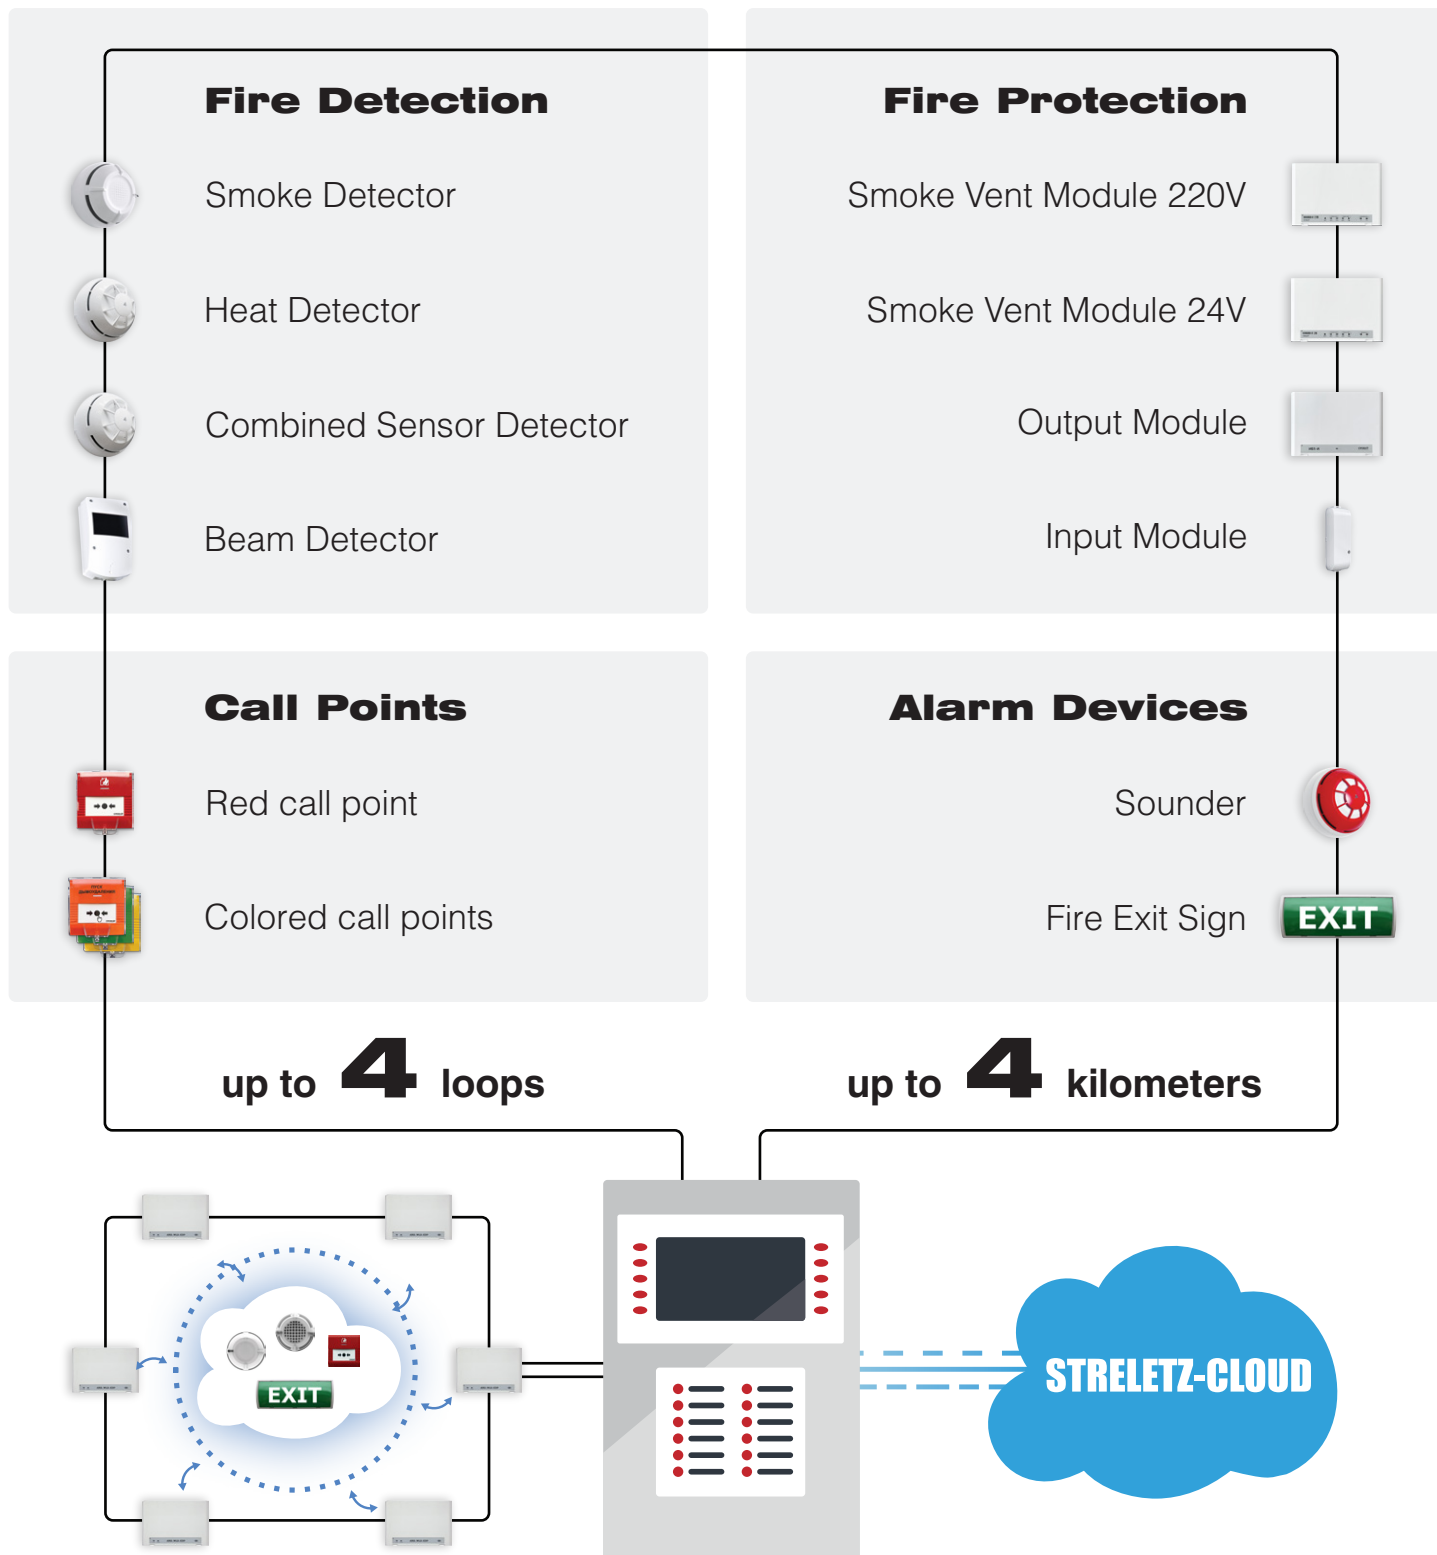 Fire Detection
Smoke Detector
Heat Detector
Combined Sensor Detector
Beam Detector
Fire Protection
Smoke Vent Module 220V
Smoke Vent Module 24V
Output Module
Input Module
Call Points
Red call point
Colored call points
Alarm Devices
Sounder
Fire Exit Sign
EXIT
up to 4 loops
up to 4 kilometers
EXIT
STRELETZ-CLOUD